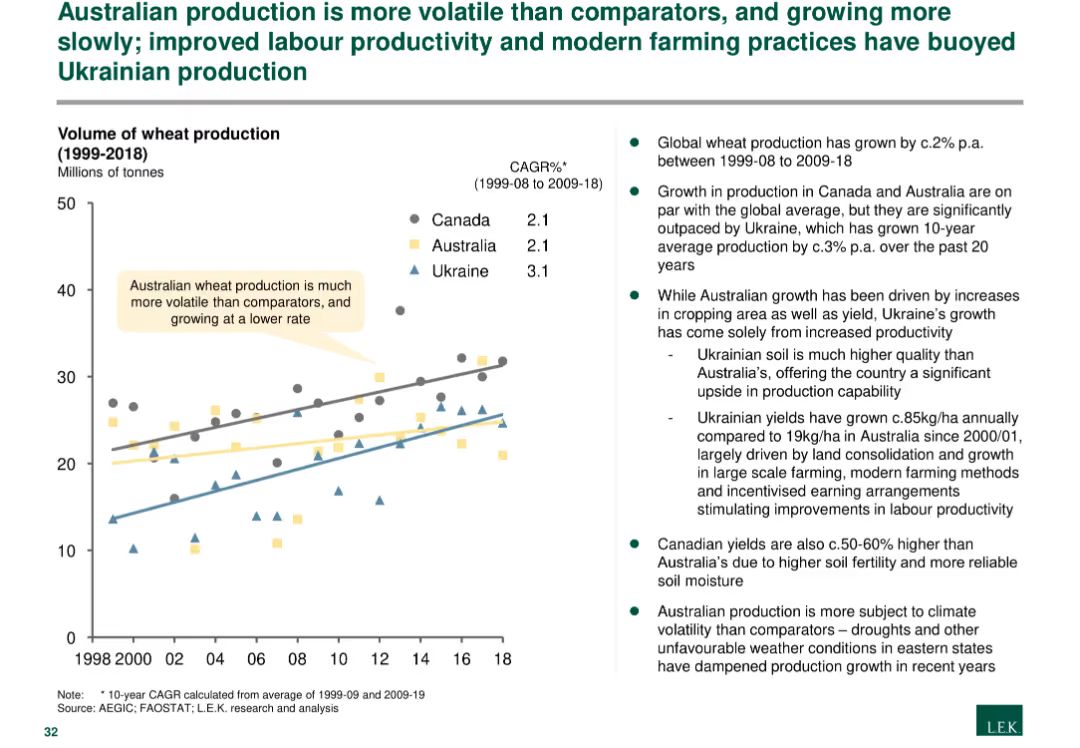 Australian production is more volatile than comparators, and growing more
slowly; improved labour productivity and modern farming practices have buoyed
Ukrainian production
Volume of wheat production
(1999-2018)
Millions of tonnes
CAGR%*
(1999-08 to 2009-18)
Canada 2.1
Australia 2.1
Ukraine 3.1
Australian wheat production is much
more volatile than comparators, and
growing at a lower rate
50
40
30
20
10
0
1998 2000 02 04 06 08 10 12 14 16 18
Global wheat production has grown by c.2% p.a.
between 1999-08 to 2009-18
Growth in production in Canada and Australia are on
par with the global average, but they are significantly
outpaced by Ukraine, which has grown 10-year
average production by c.3% p.a. over the past 20
years
While Australian growth has been driven by increases
in cropping area as well as yield, Ukraine's growth
has come solely from increased productivity
- Ukrainian soil is much higher quality than
Australia's, offering the country a significant
upside in production capability
- Ukrainian yields have grown c.85kg/ha annually
compared to 19kg/ha in Australia since 2000/01,
largely driven by land consolidation and growth
in large scale farming, modern farming methods
and incentivised earning arrangements
stimulating improvements in labour productivity
Canadian yields are also c.50-60% higher than
Australia's due to higher soil fertility and more reliable
soil moisture
Australian production is more subject to climate
volatility than comparators – droughts and other
unfavourable weather conditions in eastern states
have dampened production growth in recent years
Note: * 10-year CAGR calculated from average of 1999-09 and 2009-19
Source: AEGIC; FAOSTAT; L.E.K. research and analysis
32
L.E.K.